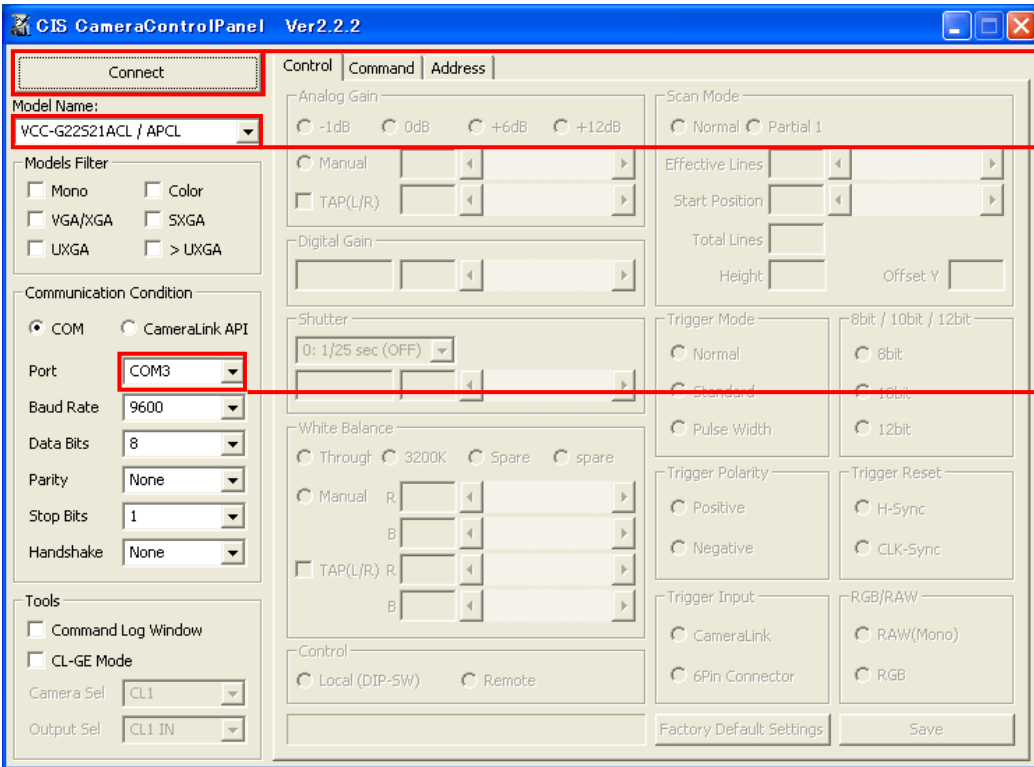 CIS CameraControlPanel Ver2.2.2
Connect
Model Name:
VCC-G22S21ACL / APCL
Models Filter
Mono Color
VGA/XGA SXGA
UXGA > UXGA
Communication Condition
COM CameraLink API
Port COM3
Baud Rate 9600
Data Bits 8
Parity None
Stop Bits 1
Handshake None
Tools
Command Log Window
CL-GE Mode
Camera Sel CL1
Output Sel CL1 IN
Control Command Address
Analog Gain
-1dB 0dB +6dB +12dB
Manual
TAP(L/R)
Digital Gain
Shutter
0: 1/25 sec (OFF)
White Balance
Througt 3200K Spare spare
Manual R
B
TAP(L/R) R
B
Control
Local (DIP-SW) Remote
Scan Mode
Normal Partial 1
Effective Lines
Start Position
Total Lines
Height Offset Y
Trigger Mode
Normal
Standard
Pulse Width
8bit / 10bit / 12bit
8bit
10bit
12bit
Trigger Polarity
Positive
Negative
Trigger Reset
H-Sync
CLK-Sync
Trigger Input
CameraLink
6Pin Connector
RGB/RAW
RAW(Mono)
RGB
Factory Default Settings Save